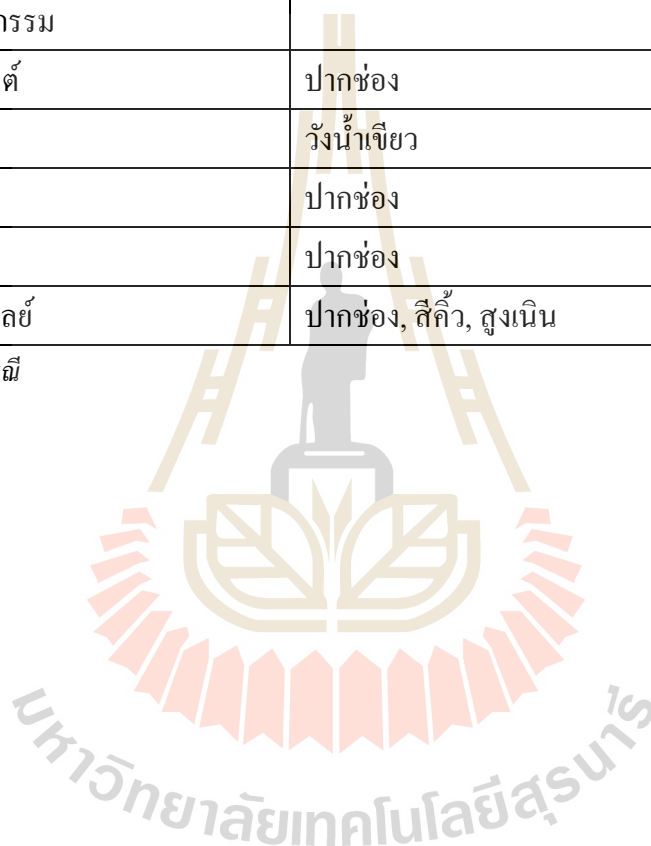 กรรม
ต์ ปากช่อง
วังน้ำเขียว
ปากช่อง
ปากช่อง
ลย์ ปากช่อง, สีคิ้ว, สูงเนิน
ณี
มหาวิทยาลัยเทคโนโลยีสุรนารี